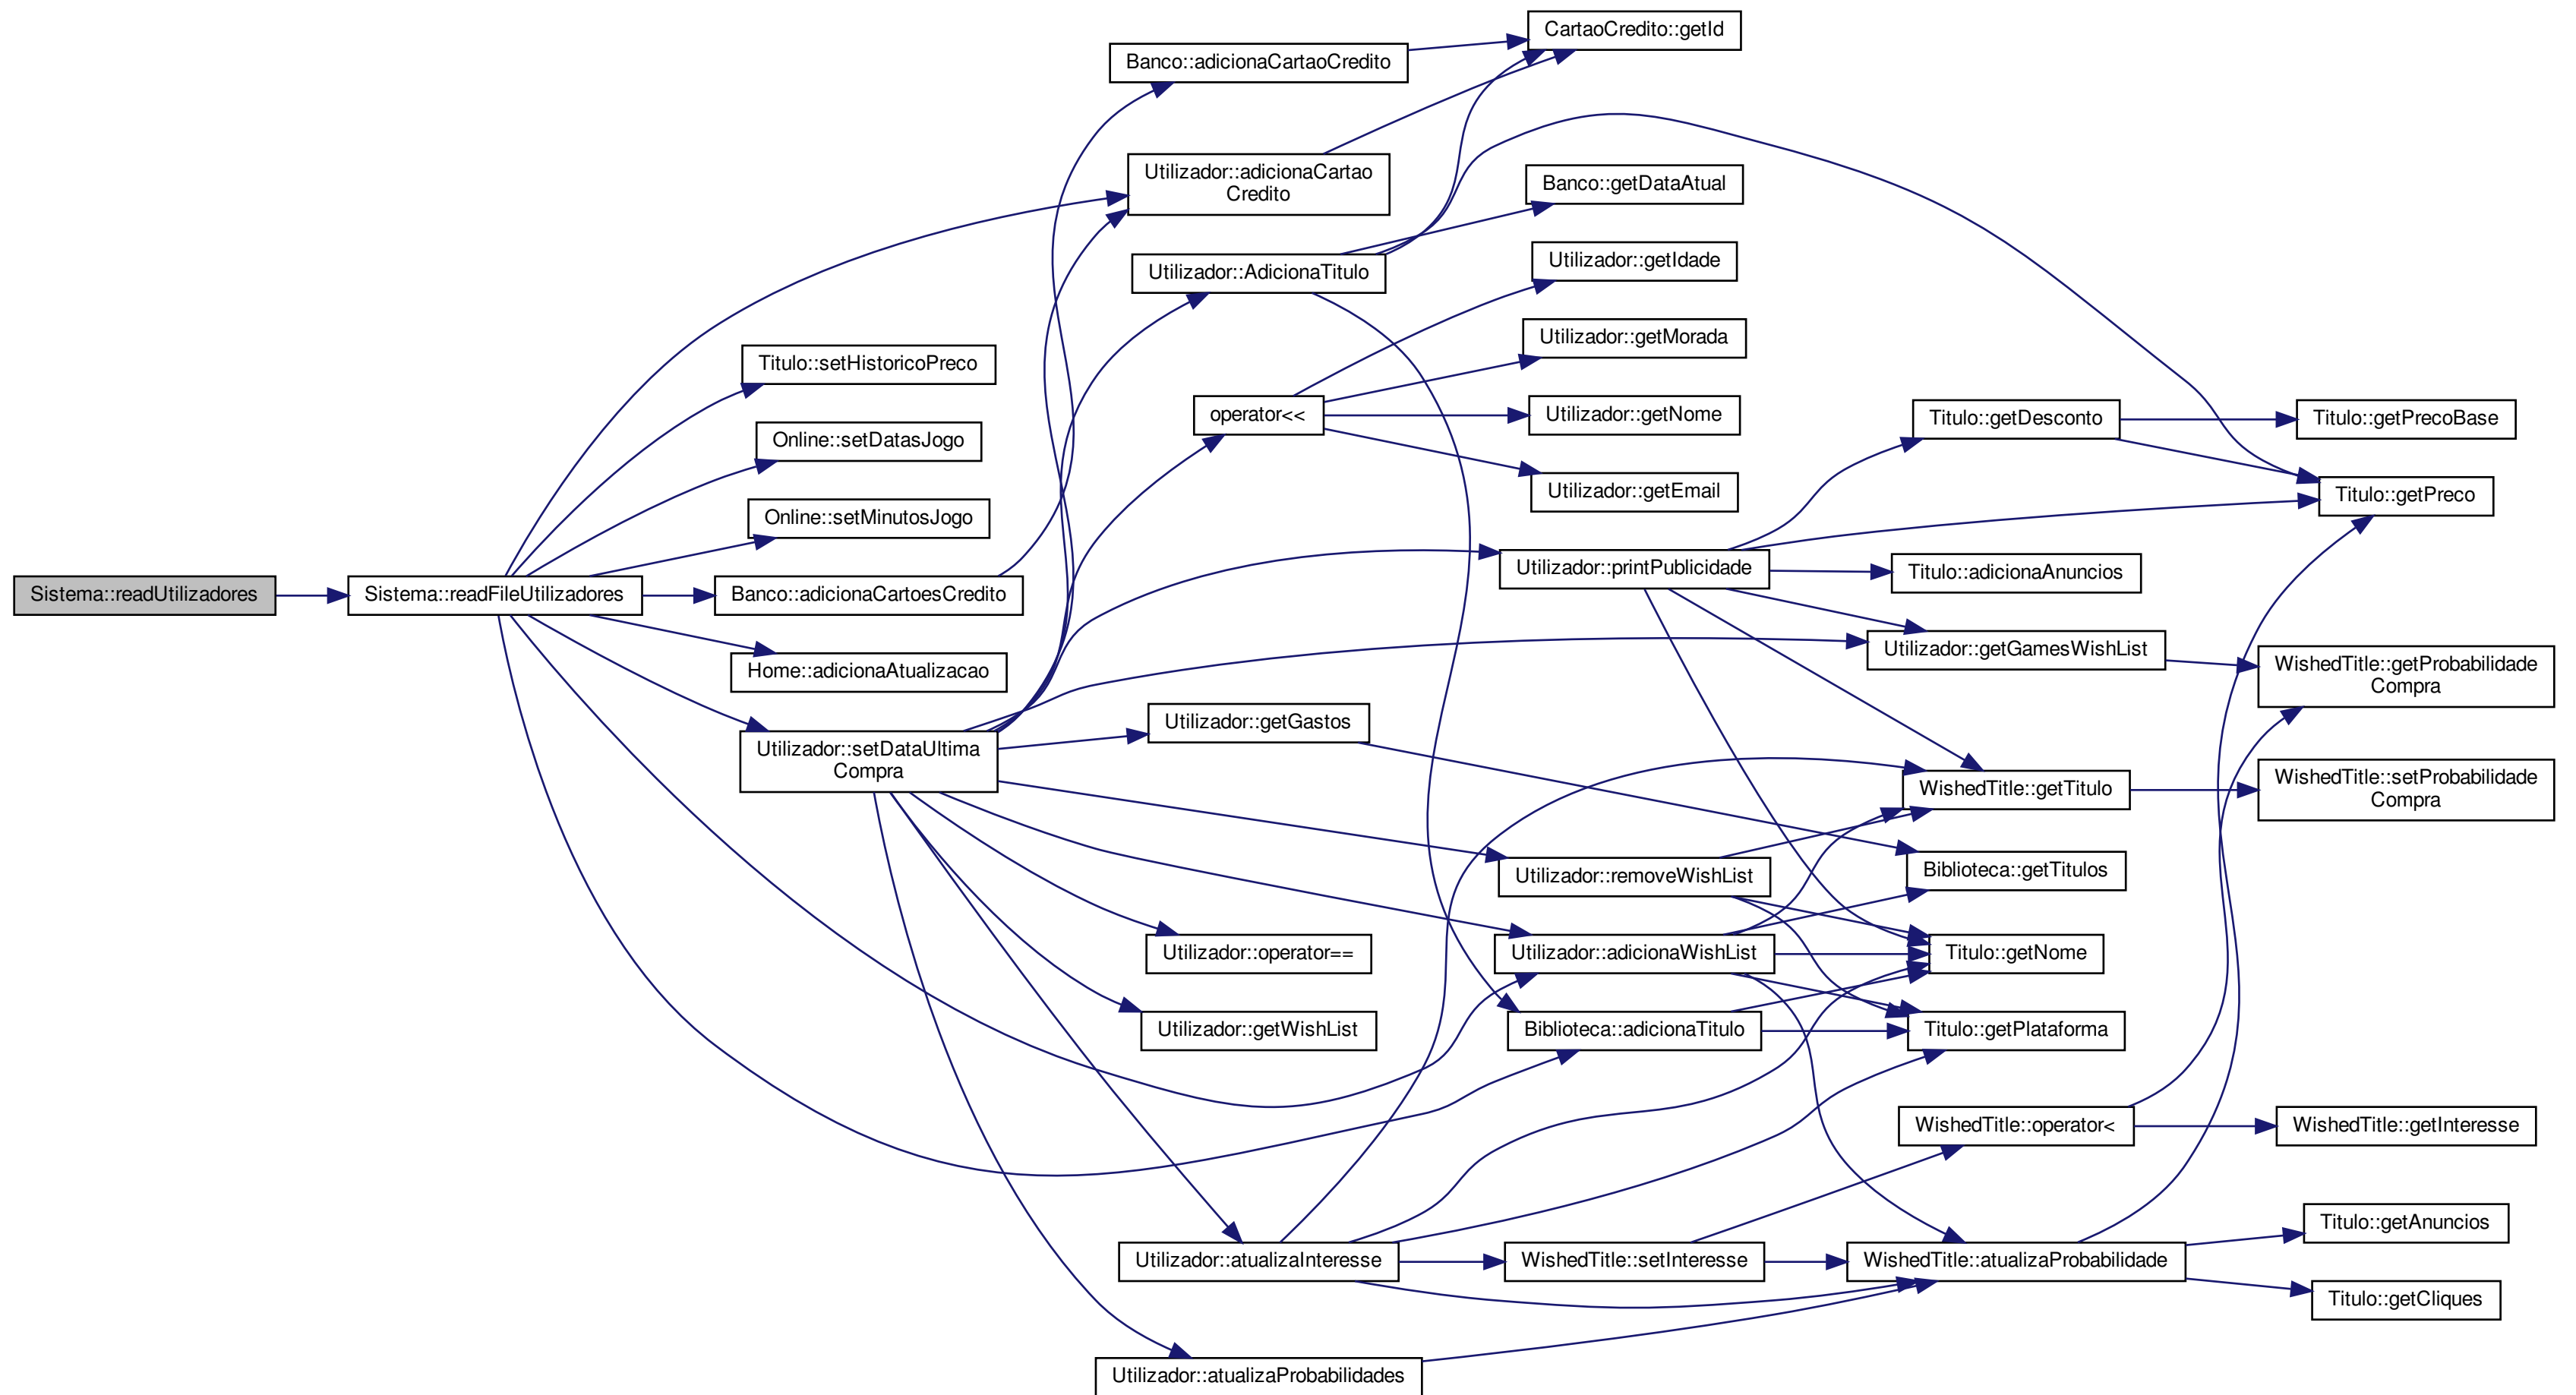 Sistema::readUtilizadores
Sistema::readFileUtilizadores
Utilizador::adicionaCartao
Credito
Titulo::setHistoricoPreco
Online::setDatasJogo
Online::setMinutosJogo
Banco::adicionaCartoesCredito
Home::adicionaAtualizacao
Utilizador::setDataUltima
Compra
Banco::adicionaCartaoCredito
Utilizador::AdicionaTitulo
operator<<
Utilizador::getGastos
Utilizador::operator==
Utilizador::getWishList
Utilizador::atualizaInteresse
Utilizador::atualizaProbabilidades
CartaoCredito::getId
Banco::getDataAtual
Utilizador::getIdade
Utilizador::getMorada
Utilizador::getNome
Utilizador::getEmail
Utilizador::printPublicidade
Utilizador::removeWishList
Utilizador::adicionaWishList
Biblioteca::adicionaTitulo
WishedTitle::setInteresse
Titulo::getDesconto
Titulo::adicionaAnuncios
Utilizador::getGamesWishList
WishedTitle::getTitulo
Biblioteca::getTitulos
Titulo::getNome
Titulo::getPlataforma
WishedTitle::operator<
WishedTitle::atualizaProbabilidade
Titulo::getPrecoBase
Titulo::getPreco
WishedTitle::getProbabilidade
Compra
WishedTitle::setProbabilidade
Compra
WishedTitle::getInteresse
Titulo::getAnuncios
Titulo::getCliques